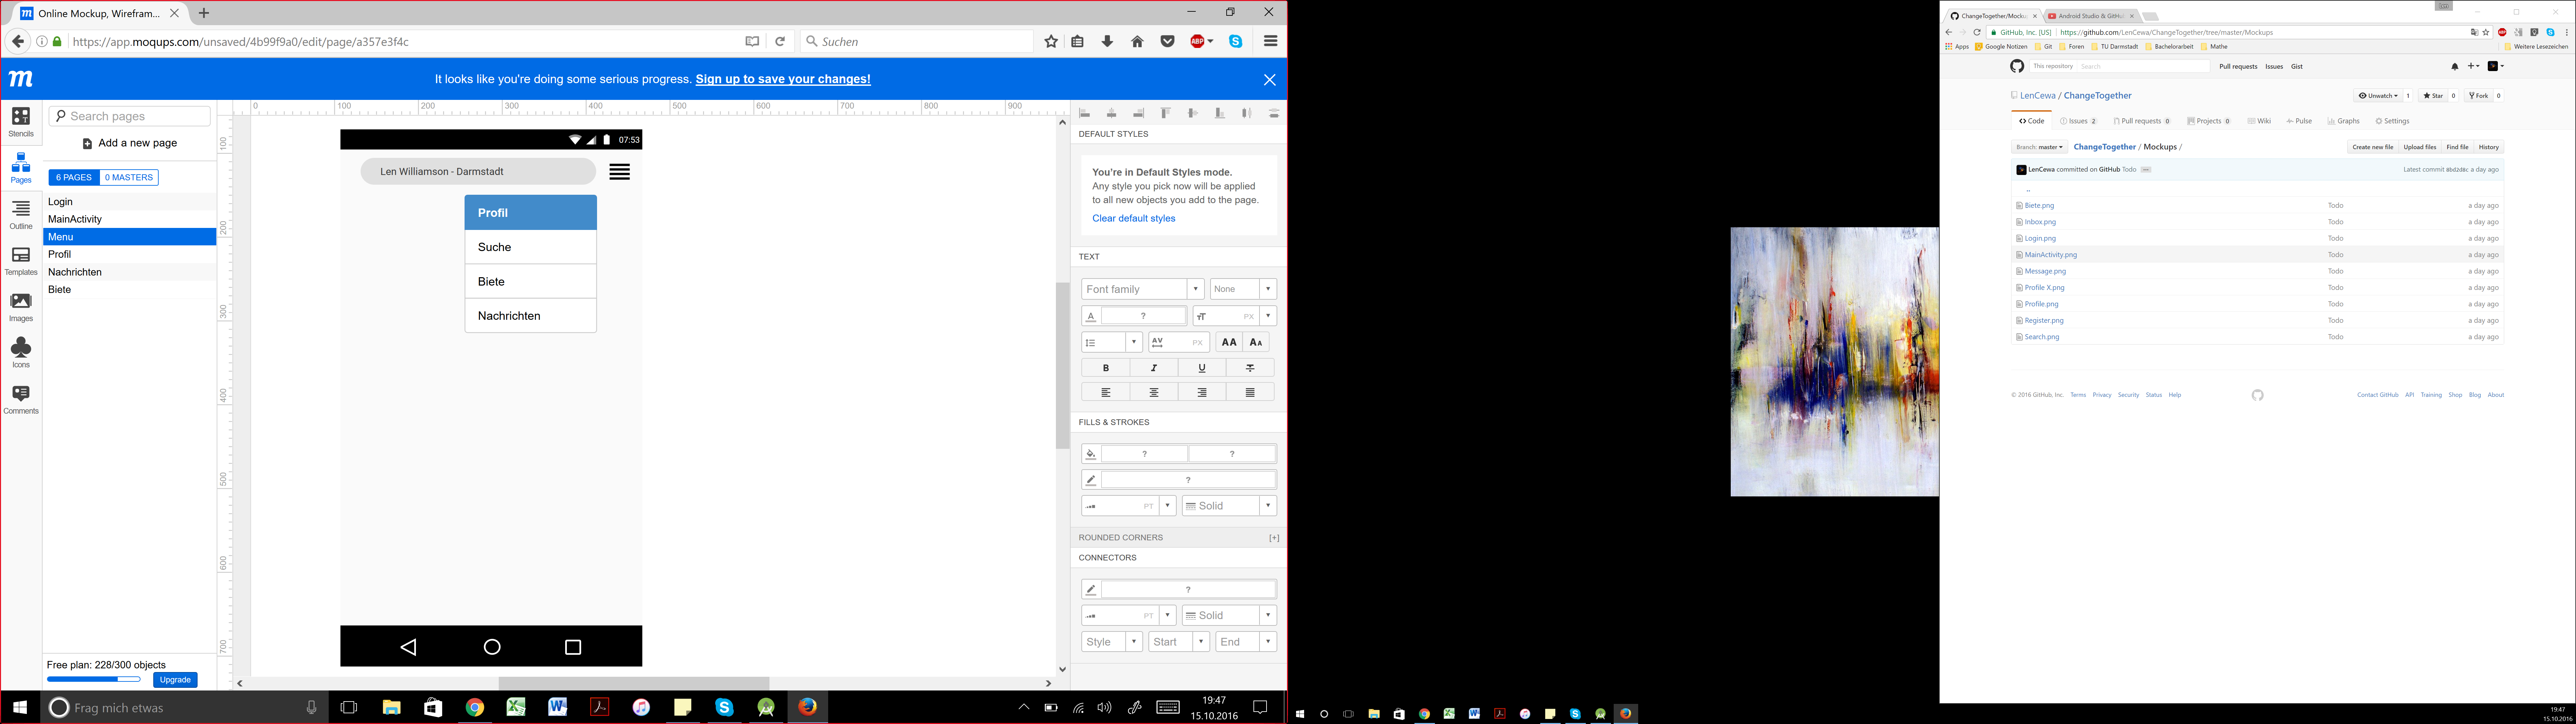 Online Mockup, Wirefram...
https://app.moqups.com/unsaved/4b99f9a0/edit/page/a357e3f4c
Suchen
ABP
It looks like you're doing some serious progress. Sign up to save your changes!
Stencils
Pages
Outline
Templates
Images
Icons
Comments
Search pages
Add a new page
6 PAGES
0 MASTERS
Login
MainActivity
Menu
Profil
Nachrichten
Biete
Free plan: 228/300 objects
Upgrade
0 100 200 300 400 500 600 700 800 900
100
200
300
400
500
600
700
07:53
Len Williamson - Darmstadt
Profil
Suche
Biete
Nachrichten
DEFAULT STYLES
You're in Default Styles mode.
Any style you pick now will be applied
to all new objects you add to the page.
Clear default styles
TEXT
Font family
None
A ? PX
AV PX AA AA
B I U
FILLS & STROKES
? ?
?
PT Solid
ROUNDED CORNERS [+]
CONNECTORS
?
PT Solid
Style Start End
Frag mich etwas
19:47
15.10.2016
ChangeTogether/Mocku
Android Studio & GitHub
GitHub, Inc. [US] https://github.com/LenCewa/ChangeTogether/tree/master/Mockups
Apps Google Notizen Git Foren TU Darmstadt Bachelorarbeit Mathe Weitere Lesezeichen
This repository Search Pull requests Issues Gist
LenCewa / ChangeTogether
Unwatch 1 Star 0 Fork 0
Code Issues 2 Pull requests 0 Projects 0 Wiki Pulse Graphs Settings
Branch: master ChangeTogether / Mockups /
Create new file Upload files Find file History
LenCewa committed on GitHub Todo
Latest commit a day ago
..
Biete.png Todo a day ago
Inbox.png Todo a day ago
Login.png Todo a day ago
MainActivity.png Todo a day ago
Message.png Todo a day ago
Profile X.png Todo a day ago
Profile.png Todo a day ago
Register.png Todo a day ago
Search.png Todo a day ago
© 2016 GitHub, Inc. Terms Privacy Security Status Help
Contact GitHub API Training Shop Blog About
19:47
15.10.2016